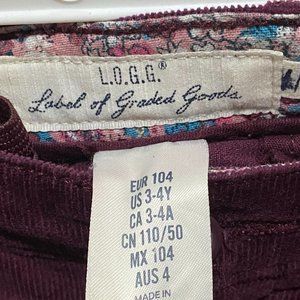 L.O.G.G.®
Label of Graded Goods
EUR 104
US 3-4Y
CA 3-4A
CN 110/50
MX 104
AUS 4
MADE IN